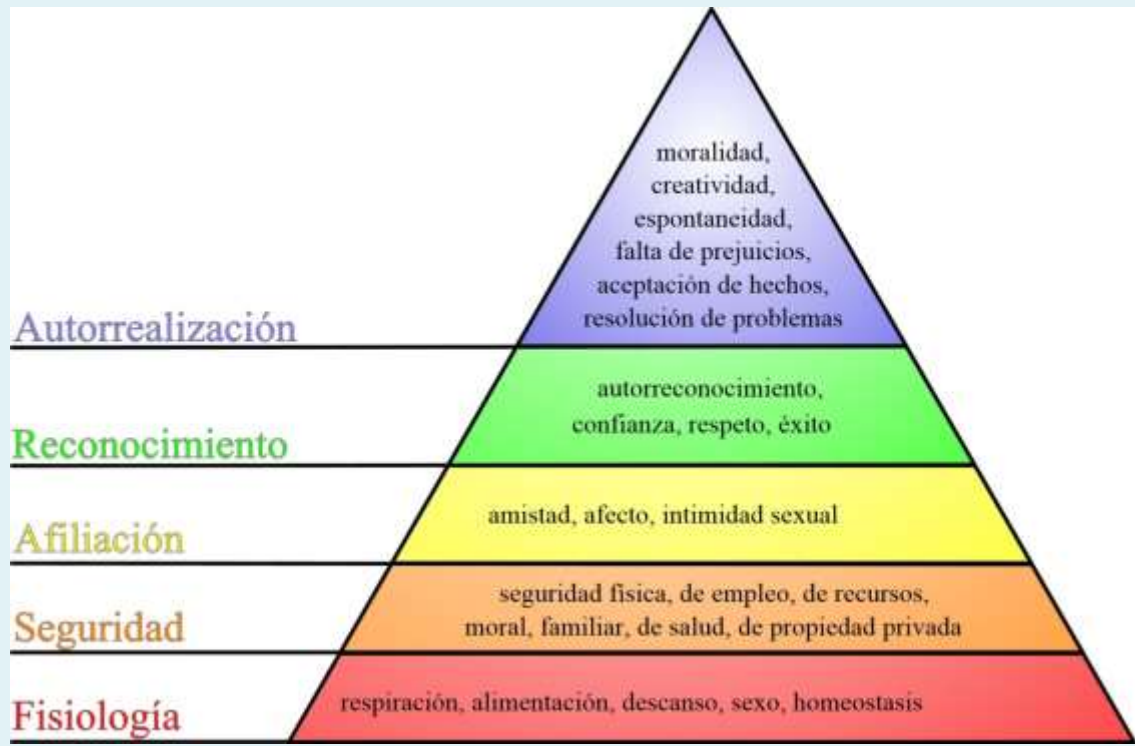 moralidad,
creatividad,
espontaneidad,
falta de prejuicios,
aceptación de hechos,
resolución de problemas
Autorrealización
autorreconocimiento,
confianza, respeto, éxito
Reconocimiento
amistad, afecto, intimidad sexual
Afiliación
seguridad física, de empleo, de recursos,
moral, familiar, de salud, de propiedad privada
Seguridad
respiración, alimentación, descanso, sexo, homeostasis
Fisiología